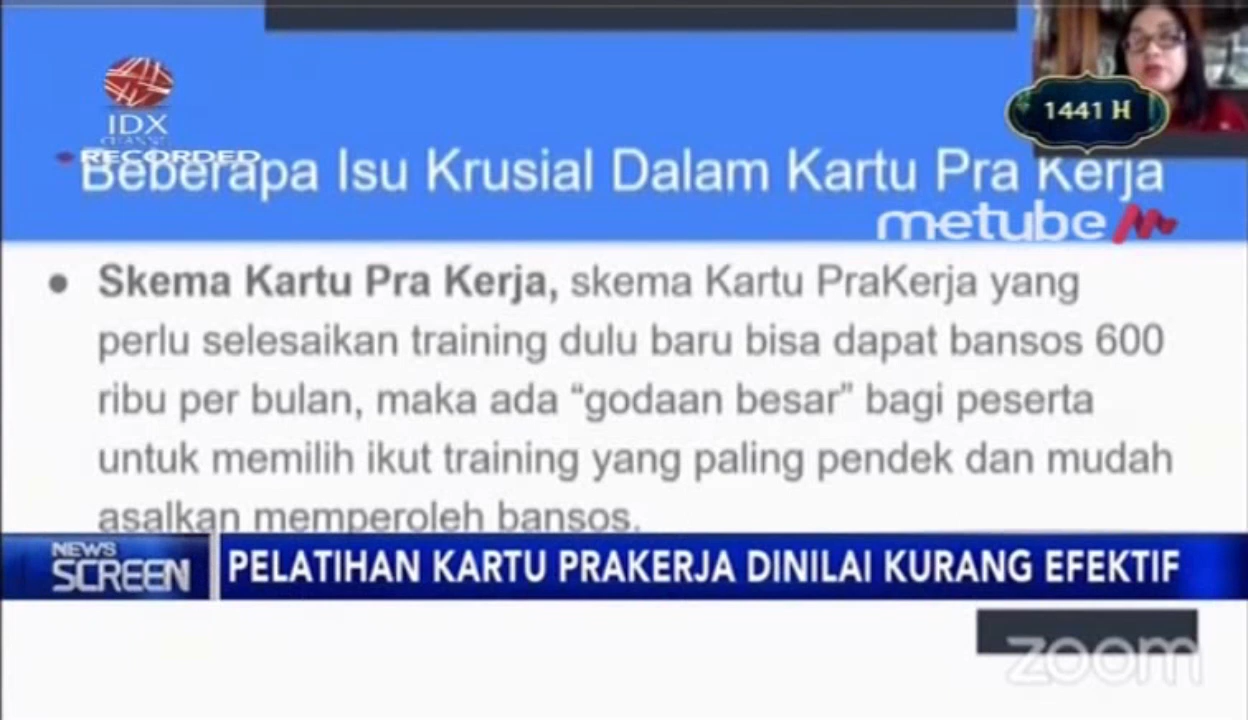 IDX
CHANNEL
RECORDED
1441 H
Beberapa Isu Krusial Dalam Kartu Pra Kerja
metube
● Skema Kartu Pra Kerja, skema Kartu PraKerja yang
perlu selesaikan training dulu baru bisa dapat bansos 600
ribu per bulan, maka ada “godaan besar” bagi peserta
untuk memilih ikut training yang paling pendek dan mudah
asalkan memperoleh bansos.
NEWS
SCREEN
PELATIHAN KARTU PRAKERJA DINILAI KURANG EFEKTIF
zoom